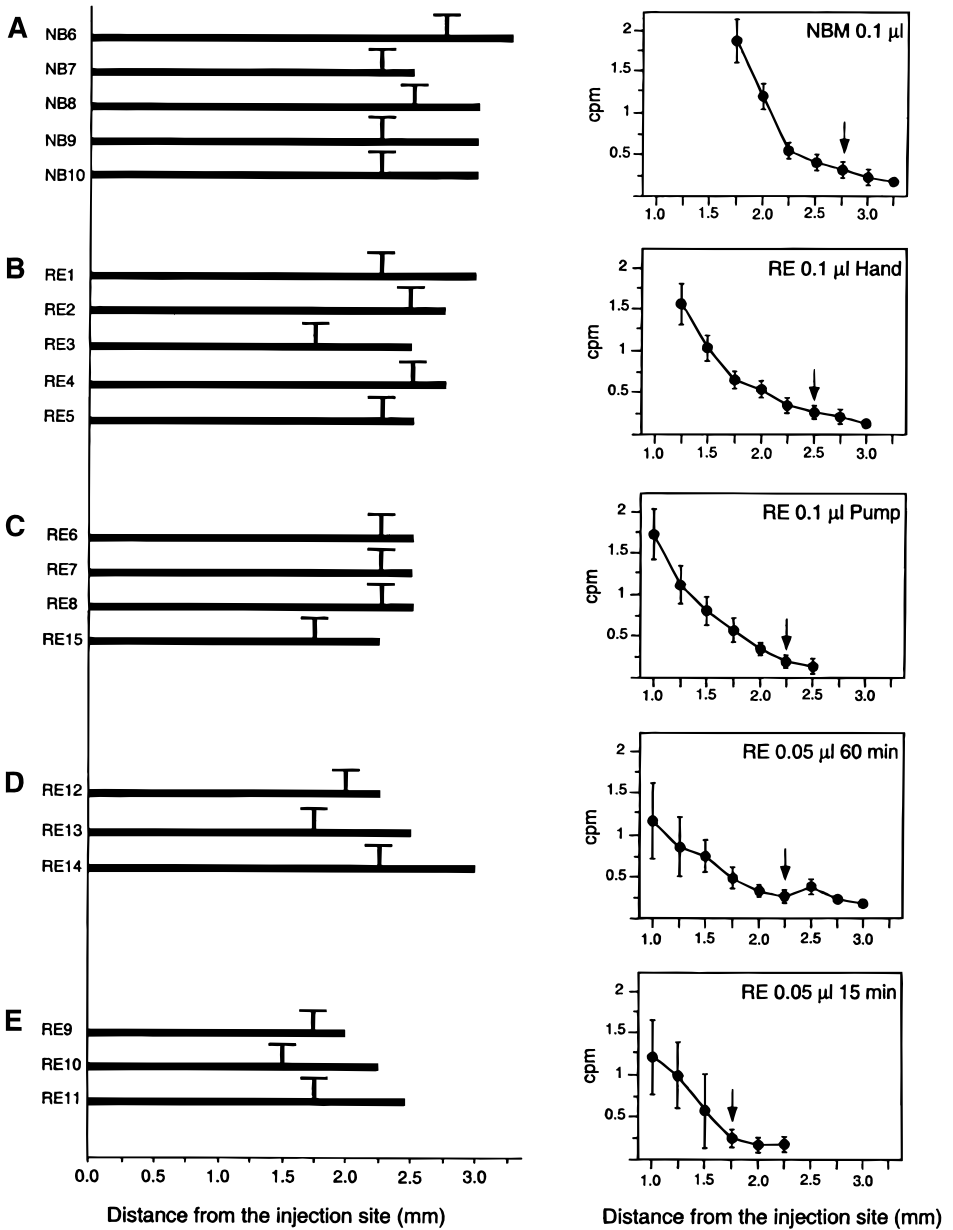 A
NB6
NB7
NB8
NB9
NB10
NBM 0.1 µl
cpm
2
1.5
1
0.5
1.0 1.5 2.0 2.5 3.0
B
RE1
RE2
RE3
RE4
RE5
RE 0.1 µl Hand
cpm
2
1.5
1
0.5
1.0 1.5 2.0 2.5 3.0
C
RE6
RE7
RE8
RE15
RE 0.1 µl Pump
cpm
2
1.5
1
0.5
1.0 1.5 2.0 2.5 3.0
D
RE12
RE13
RE14
RE 0.05 µl 60 min
cpm
2
1.5
1
0.5
1.0 1.5 2.0 2.5 3.0
E
RE9
RE10
RE11
RE 0.05 µl 15 min
cpm
2
1.5
1
0.5
1.0 1.5 2.0 2.5 3.0
0.0 0.5 1.0 1.5 2.0 2.5 3.0
Distance from the injection site (mm)
Distance from the injection site (mm)